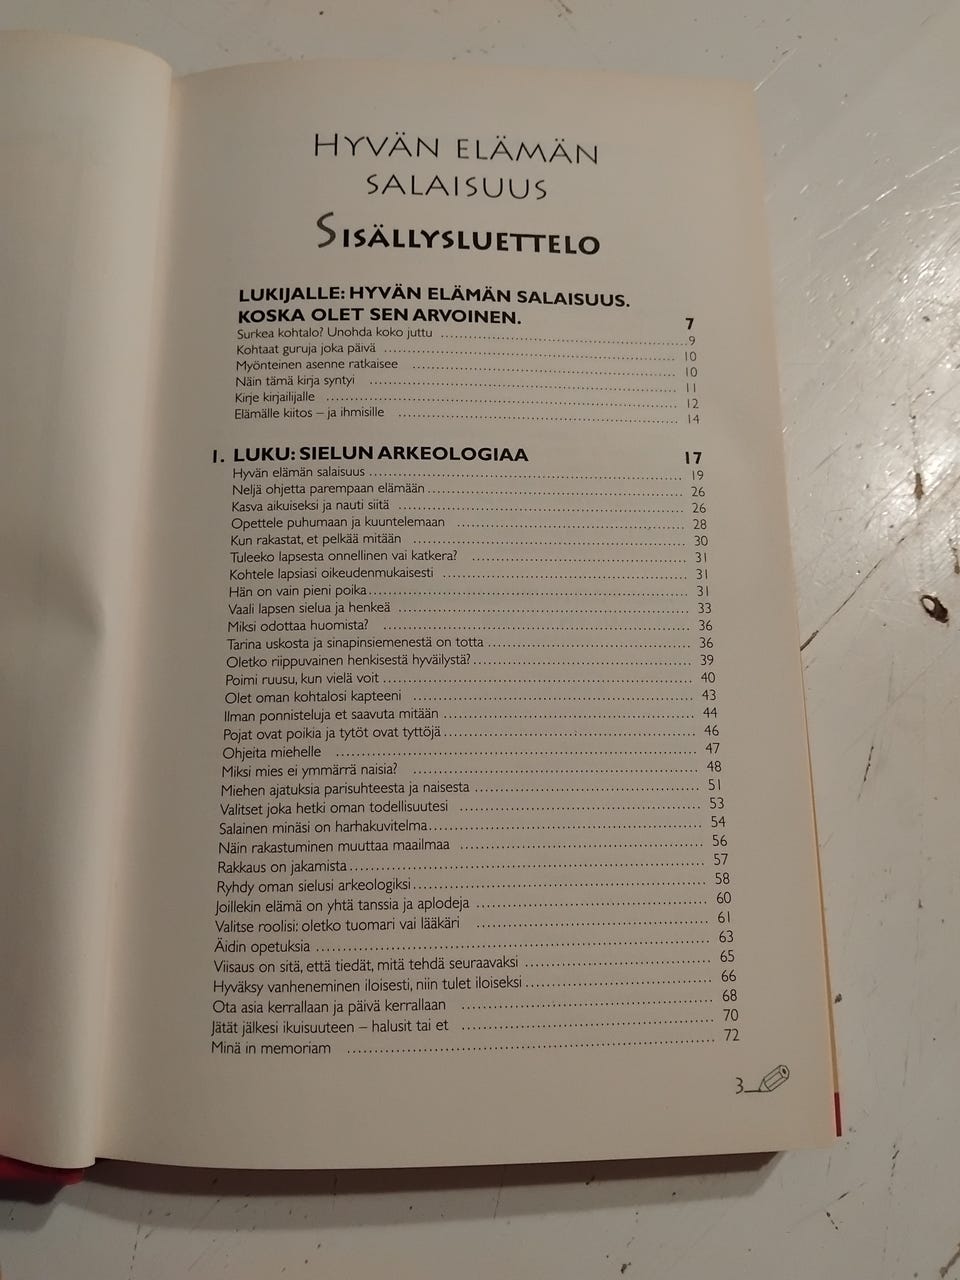 HYVÄN ELÄMÄN
SALAISUUS
SISÄLLYSLUETTELO
LUKIJALLE: HYVÄN ELÄMÄN SALAISUUS.
KOSKA OLET SEN ARVOINEN. 7
Surkea kohtalo? Unohda koko juttu 9
Kohtaat guruja joka päivä 10
Myönteinen asenne ratkaisee 10
Näin tämä kirja syntyi 11
Kirje kirjailijalle 12
Elämälle kiitos – ja ihmisille 14
I. LUKU: SIELUN ARKEOLOGIAA 17
Hyvän elämän salaisuus 19
Neljä ohjetta parempaan elämään 26
Kasva aikuiseksi ja nauti siitä 26
Opettele puhumaan ja kuuntelemaan 28
Kun rakastat, et pelkää mitään 30
Tuleeko lapsesta onnellinen vai katkera? 31
Kohtele lapsiasi oikeudenmukaisesti 31
Hän on vain pieni poika 31
Vaali lapsen sielua ja henkeä 33
Miksi odottaa huomista? 36
Tarina uskosta ja sinapinsiemenestä on totta 36
Oletko riippuvainen henkisestä hyväilystä? 39
Poimi ruusu, kun vielä voit 40
Olet oman kohtalosi kapteeni 43
Ilman ponnisteluja et saavuta mitään 44
Pojat ovat poikia ja tytöt ovat tyttöjä 46
Ohjeita miehelle 47
Miksi mies ei ymmärrä naisia? 48
Miehen ajatuksia parisuhteesta ja naisesta 51
Valitset joka hetki oman todellisuutesi 53
Salainen minäsi on harhakuvitelma 54
Näin rakastuminen muuttaa maailmaa 56
Rakkaus on jakamista 57
Ryhdy oman sielusi arkeologiksi 58
Joillekin elämä on yhtä tanssia ja aplodeja 60
Valitse roolisi: oletko tuomari vai lääkäri 61
Äidin opetuksia 63
Viisaus on sitä, että tiedät, mitä tehdä seuraavaksi 65
Hyväksy vanheneminen iloisesti, niin tulet iloiseksi 66
Ota asia kerrallaan ja päivä kerrallaan 68
Jätät jälkesi ikuisuuteen – halusit tai et 70
Minä in memoriam 72
3